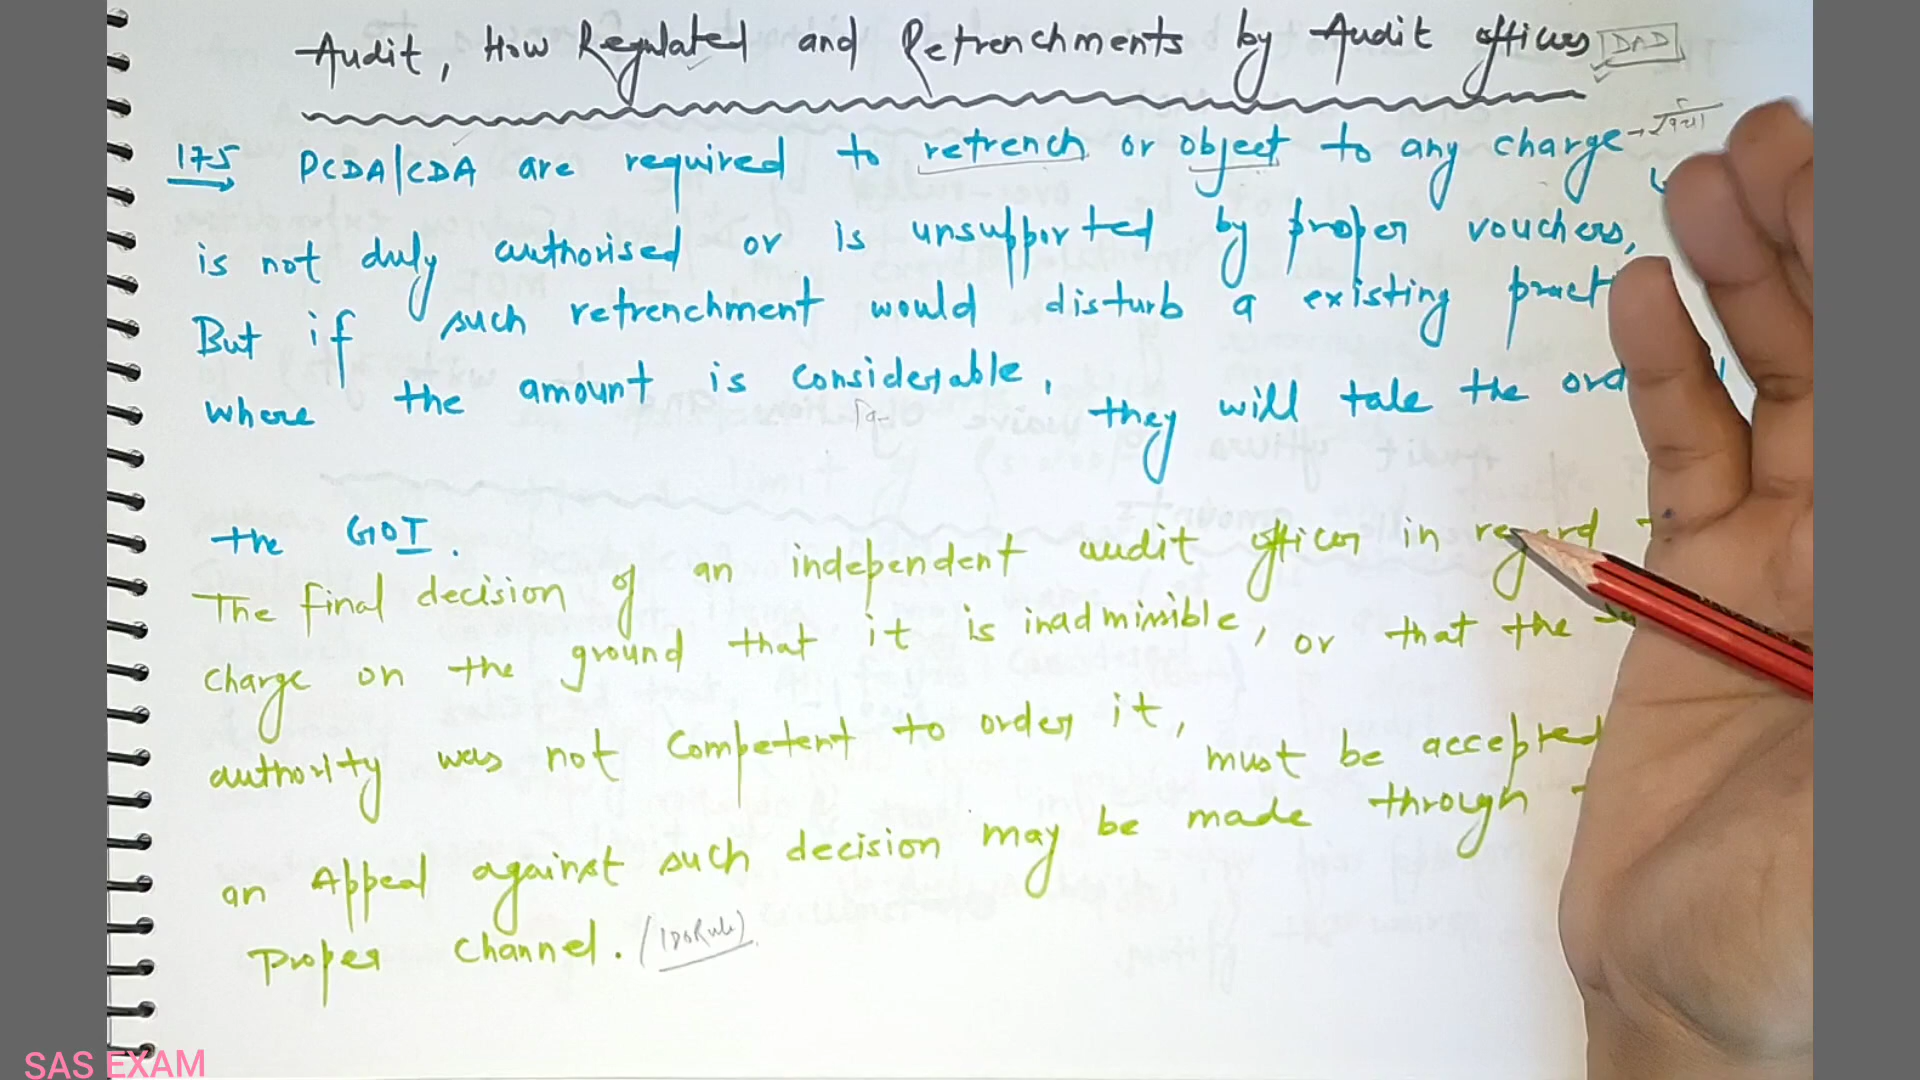 Audit, How Regulated and Retrenchments by Audit officers DAD
175 PCDA/CDA are required to retrench or object to any charge
is not duly authorised or is unsupported by proper vouchers,
But if such retrenchment would disturb a existing pract
where the amount is considerable, they will take the ord
the GOI.
The final decision of an independent audit officer in regard
charge on the ground that it is inadmissible, or that the
authority was not competent to order it, must be accepted
an Appeal against such decision may be made through
proper channel.
SAS EXAM